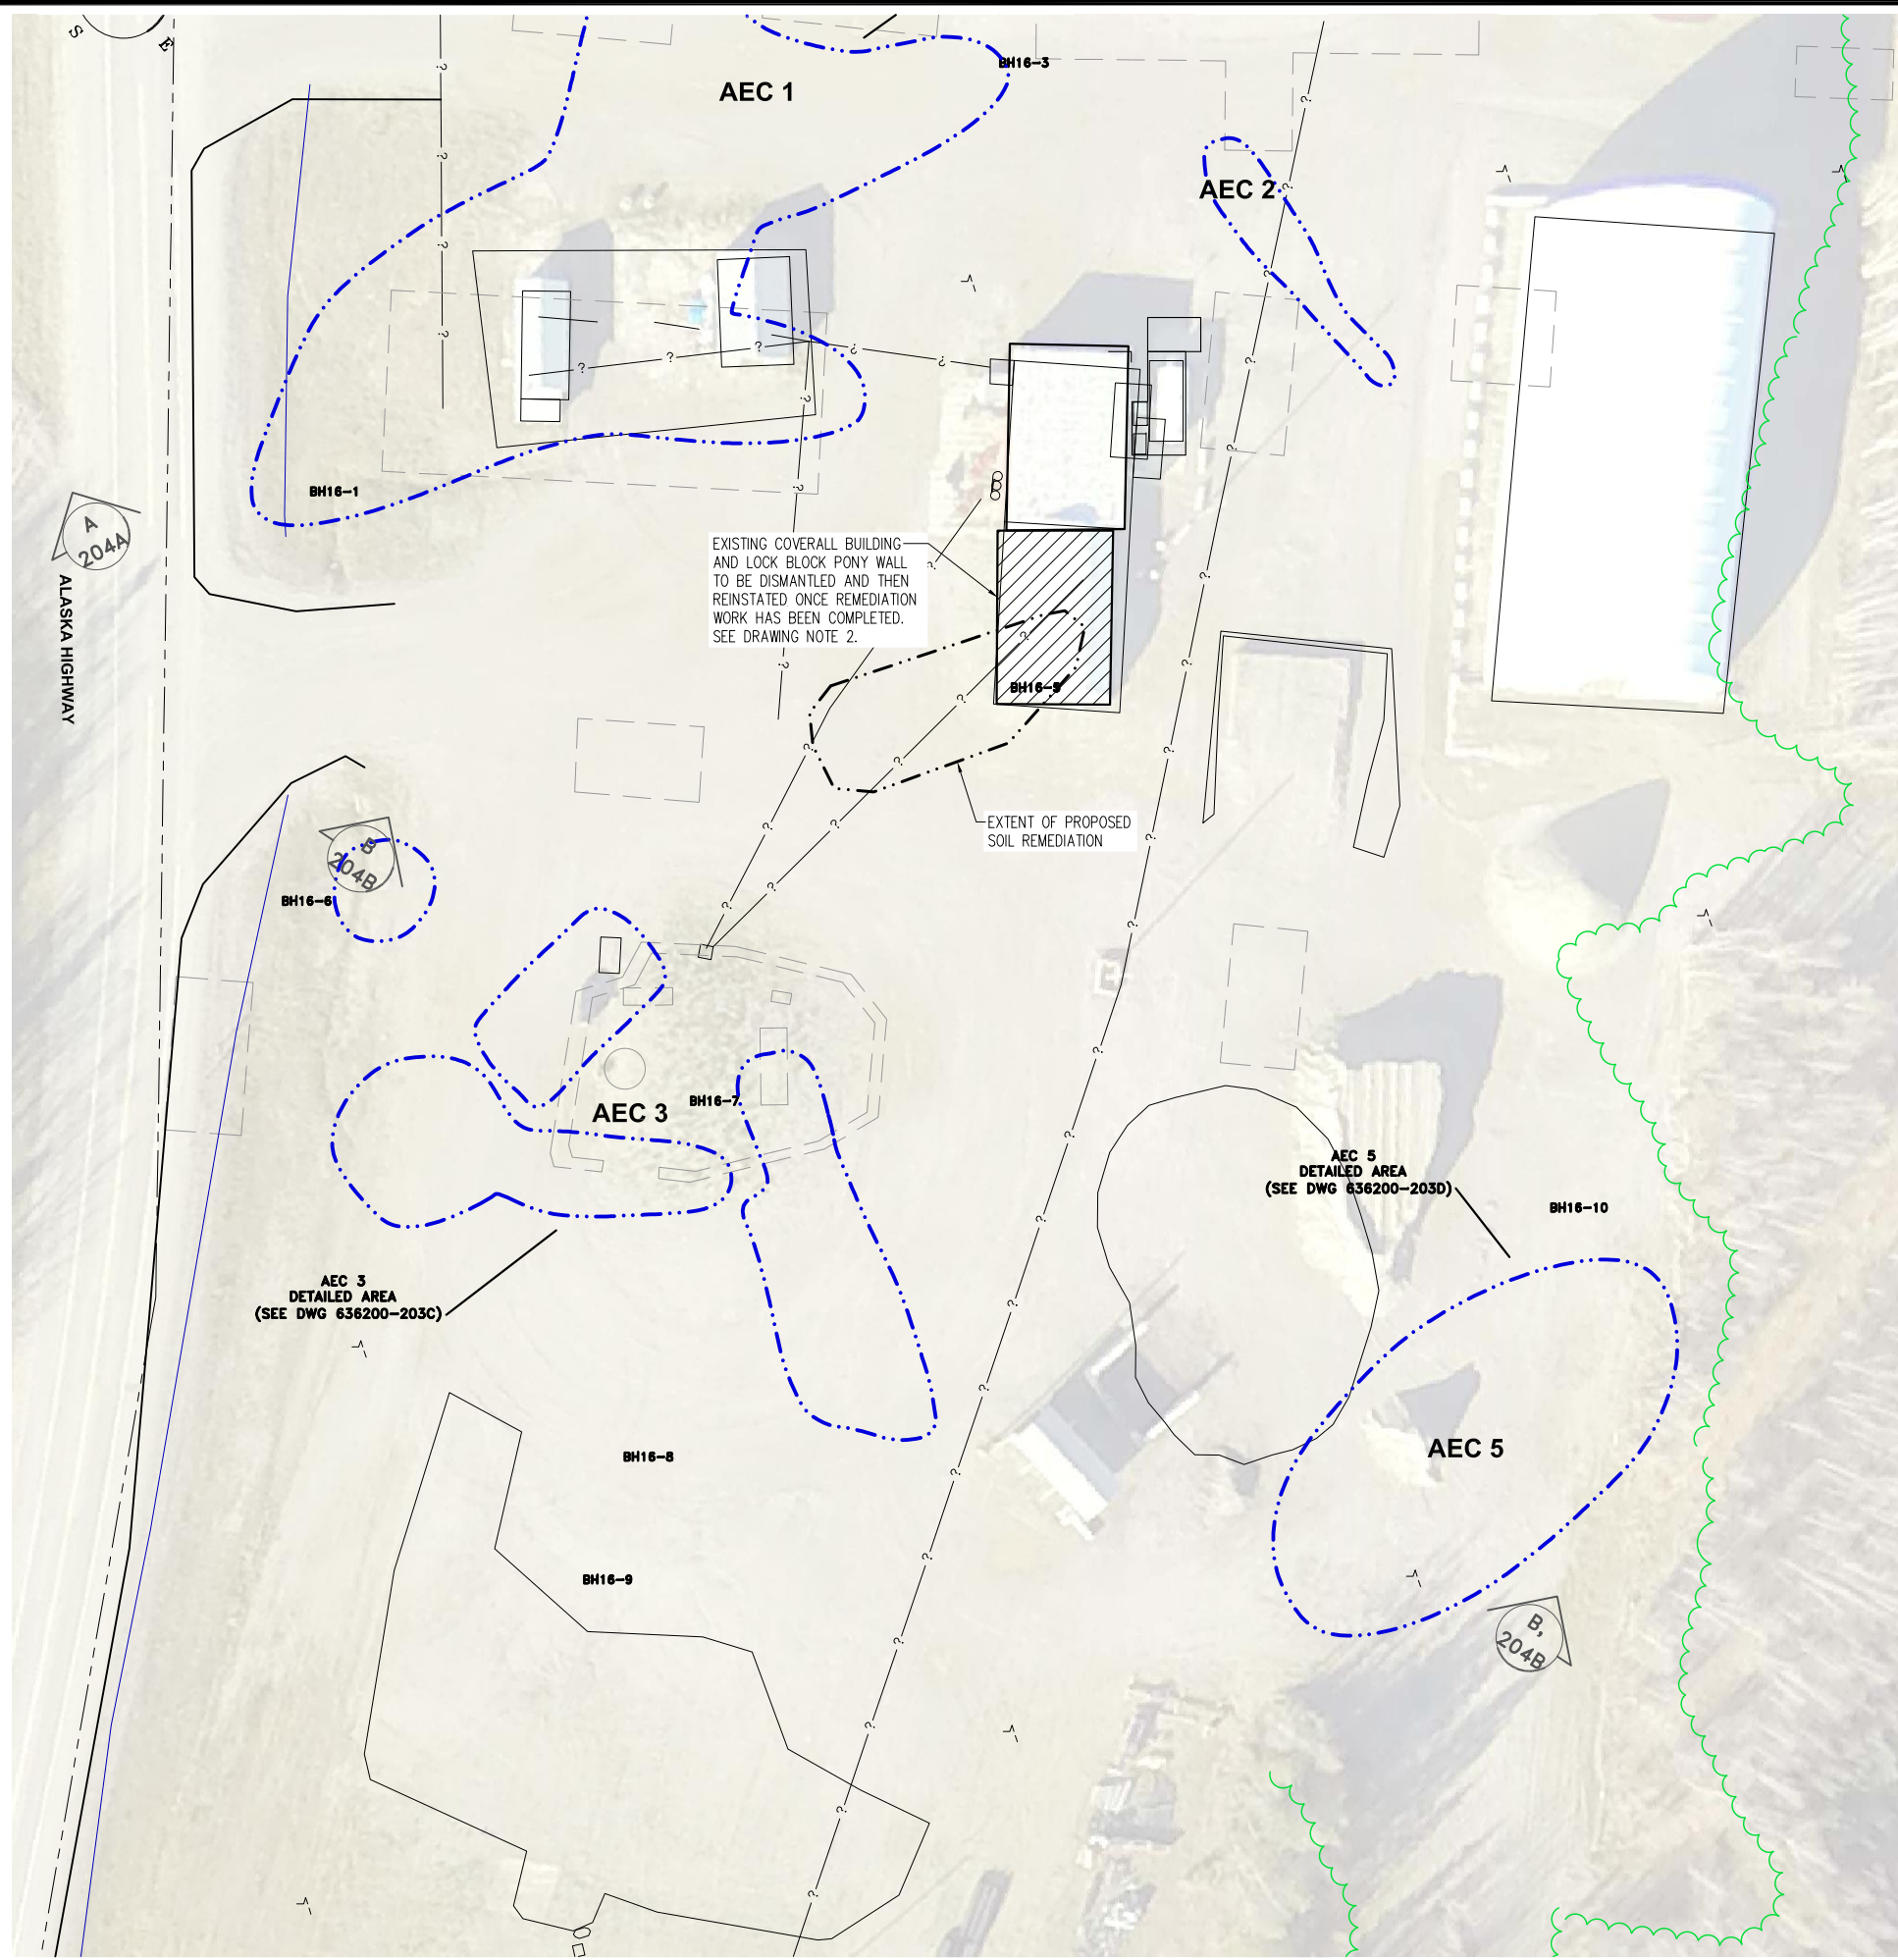 S
E
AEC 1
BH16-3
AEC 2
BH16-1
A
204A
ALASKA HIGHWAY
EXISTING COVERALL BUILDING
AND LOCK BLOCK PONY WALL
TO BE DISMANTLED AND THEN
REINSTATED ONCE REMEDIATION
WORK HAS BEEN COMPLETED.
SEE DRAWING NOTE 2.
EXTENT OF PROPOSED
SOIL REMEDIATION
B
204B
BH16-6
BH16-7
AEC 3
AEC 5
DETAILED AREA
(SEE DWG 636200-203D)
BH16-10
AEC 3
DETAILED AREA
(SEE DWG 636200-203C)
BH16-8
AEC 5
BH16-9
B,
204B